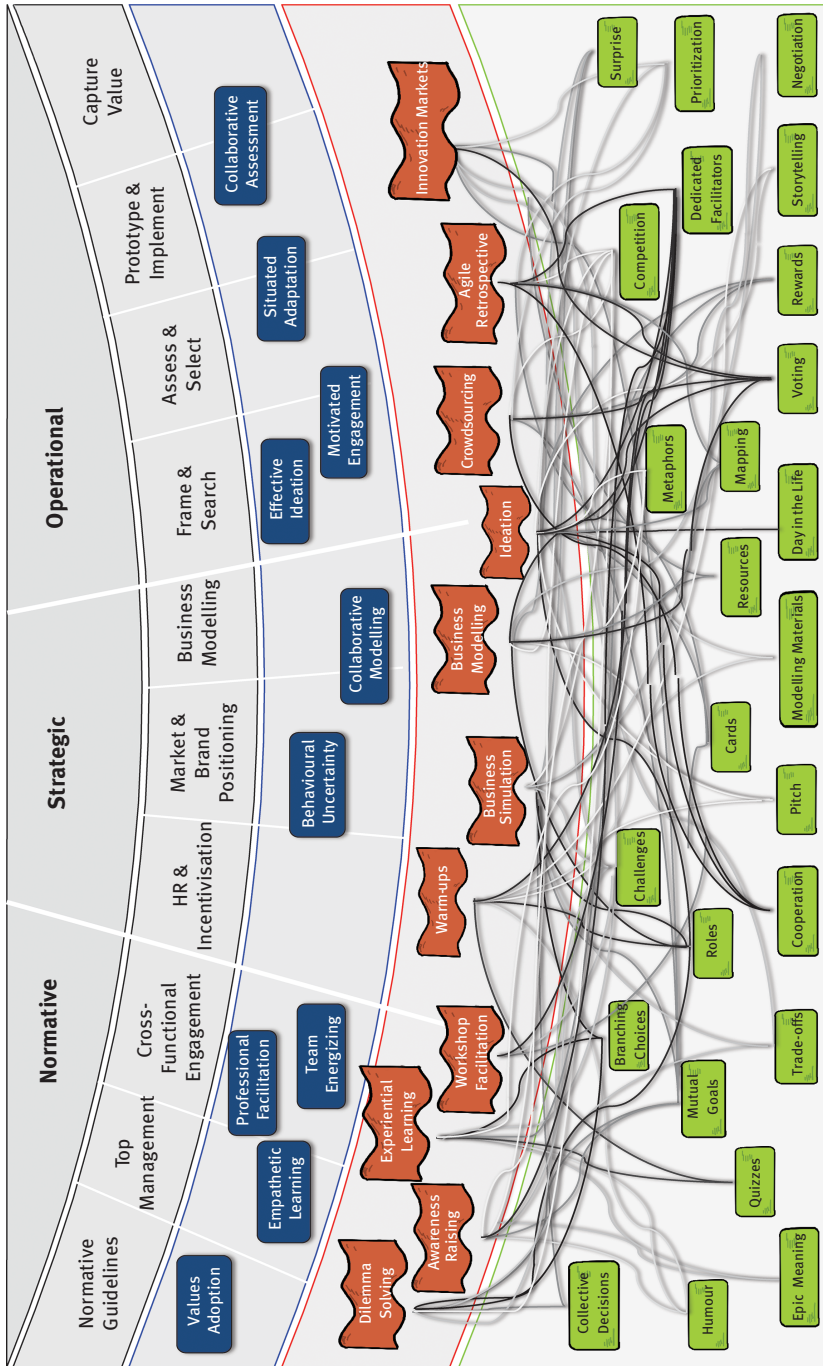 Normative
Strategic
Operational
Normative
Guidelines
Top
Management
Cross-
Functional
Engagement
HR &
Incentivisation
Market &
Brand
Positioning
Business
Modelling
Frame &
Search
Assess &
Select
Prototype &
Implement
Capture
Value
Values
Adoption
Empathetic
Learning
Professional
Facilitation
Team
Energizing
Behavioural
Uncertainty
Collaborative
Modelling
Effective
Ideation
Motivated
Engagement
Situated
Adaptation
Collaborative
Assessment
Dilemma
Solving
Awareness
Raising
Experiential
Learning
Workshop
Facilitation
Warm-ups
Business
Simulation
Business
Modelling
Ideation
Crowdsourcing
Agile
Retrospective
Innovation Markets
Collective
Decisions
Branching
Choices
Challenges
Metaphors
Competition
Surprise
Humour
Mutual
Goals
Roles
Cards
Resources
Mapping
Dedicated
Facilitators
Prioritization
Epic Meaning
Quizzes
Trade-offs
Cooperation
Pitch
Modelling Materials
Day in the Life
Voting
Rewards
Storytelling
Negotiation